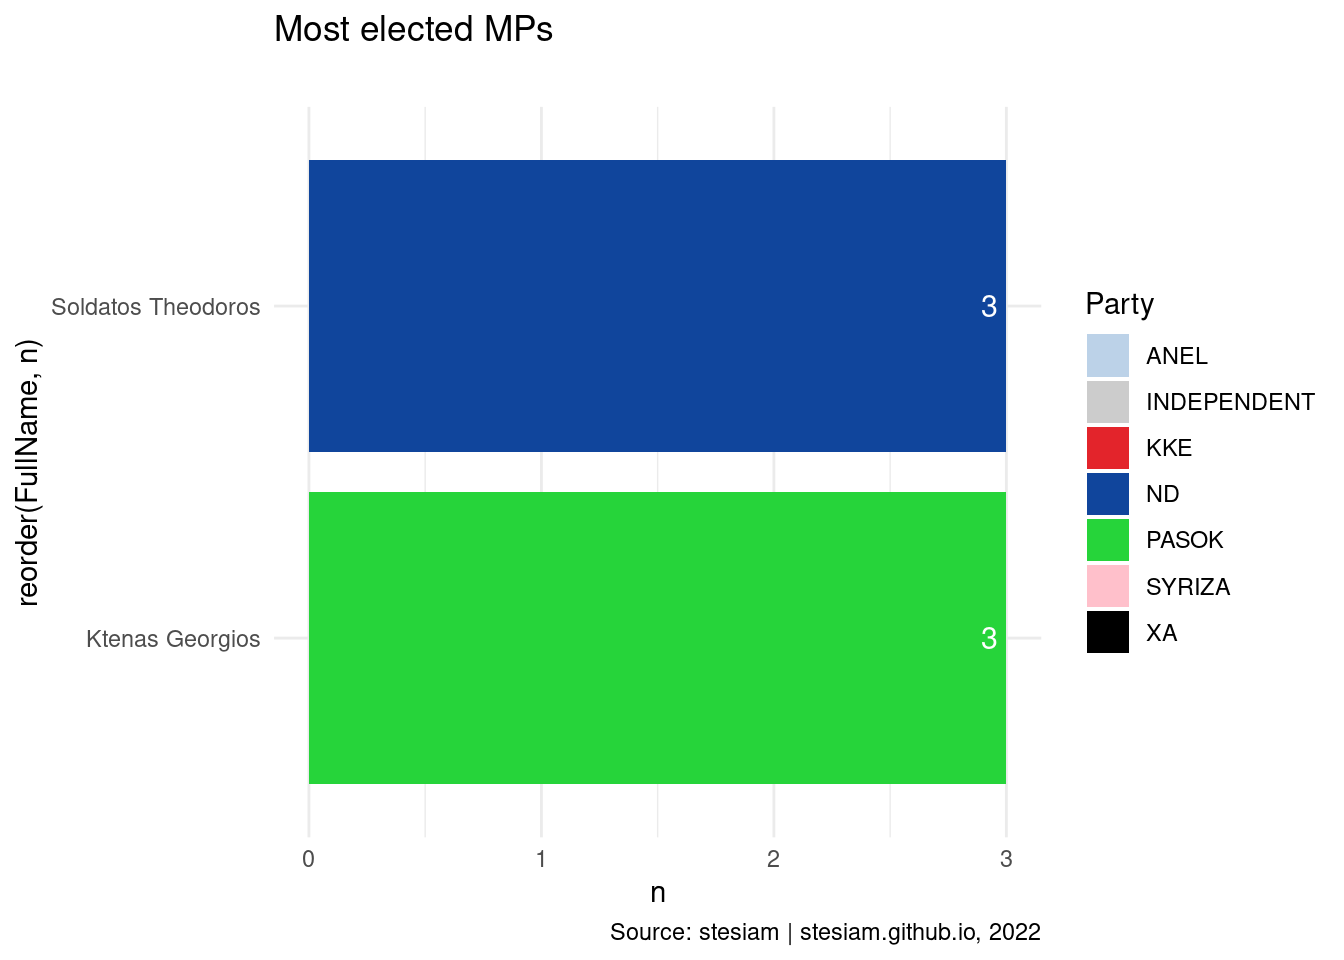 Most elected MPs
reorder(FullName, n)
Soldatos Theodoros
3
Ktenas Georgios
3
0 1 2 3
n
Party
ANEL
INDEPENDENT
KKE
ND
PASOK
SYRIZA
XA
Source: stesiam | stesiam.github.io, 2022